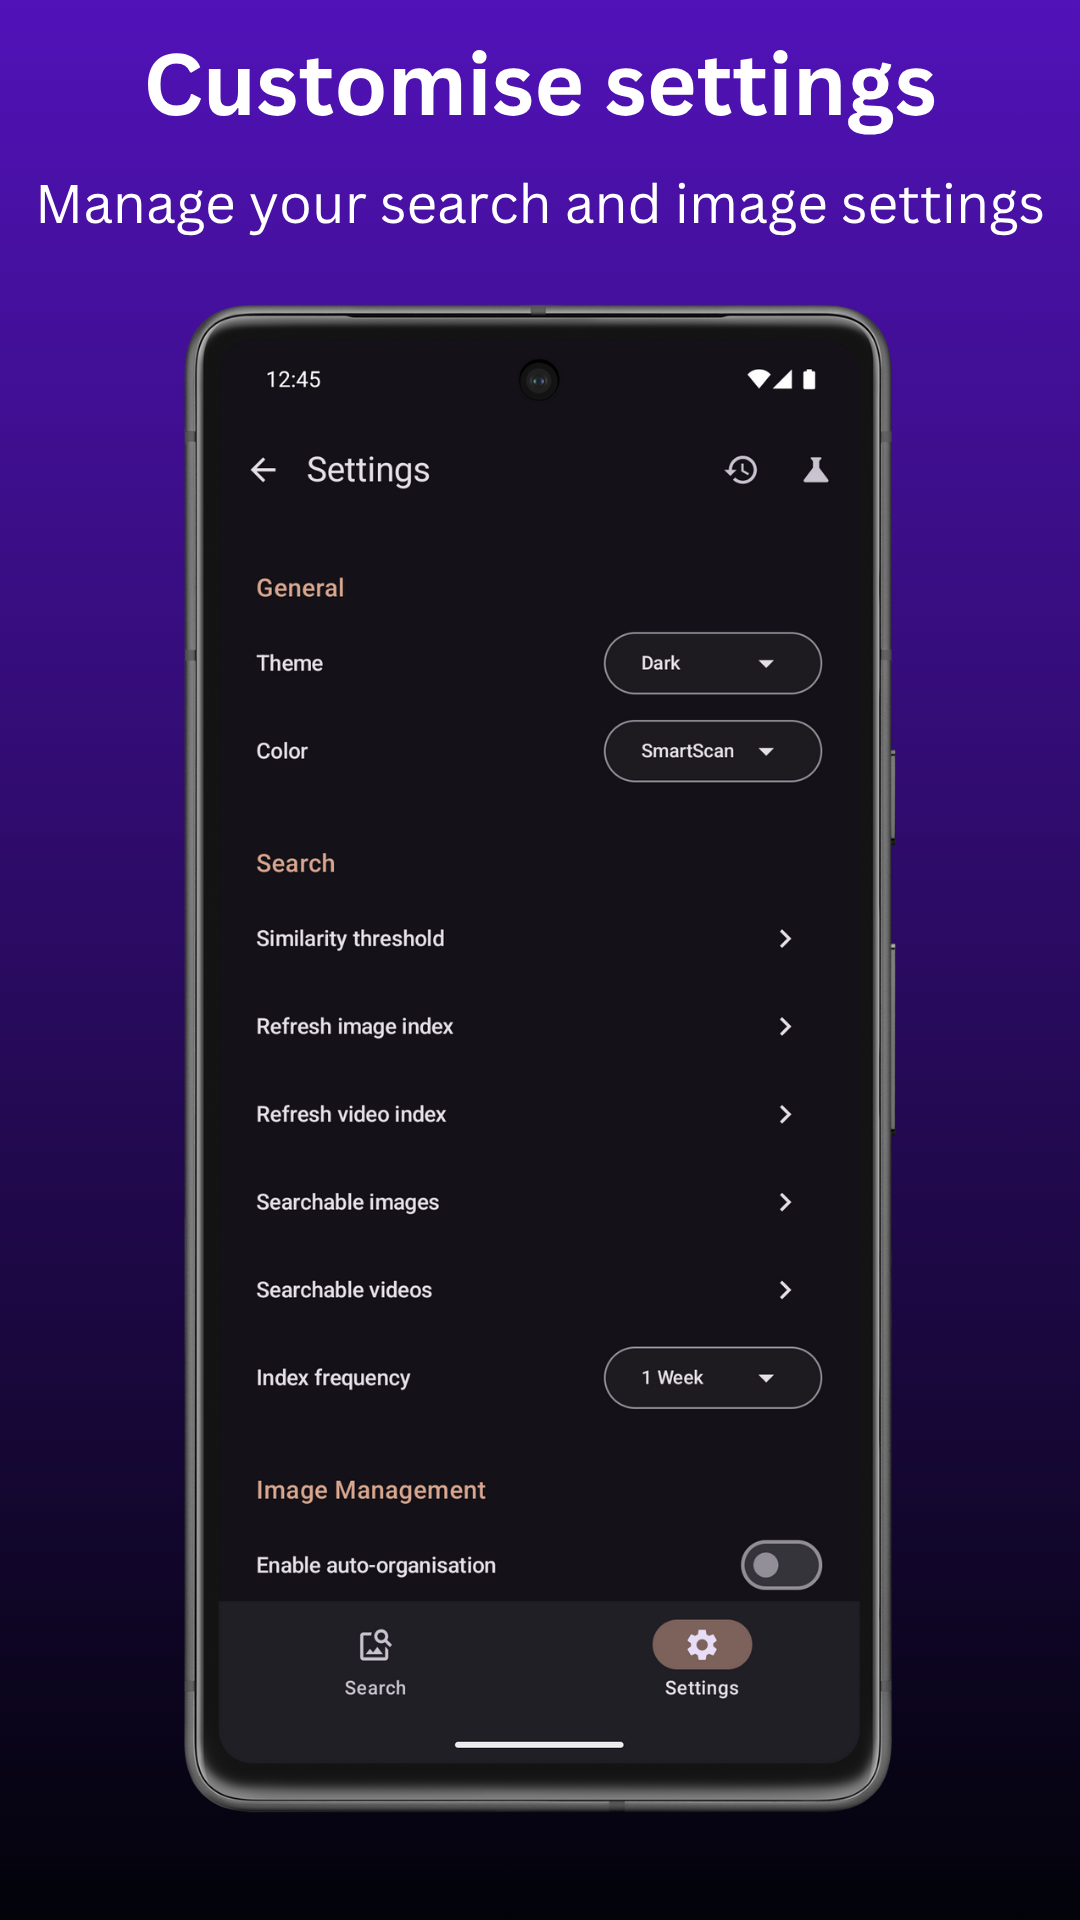 Customise settings
Manage your search and image settings
12:45
Settings
General
Theme
Dark
Color
SmartScan
Search
Similarity threshold
Refresh image index
Refresh video index
Searchable images
Searchable videos
Index frequency
1 Week
Image Management
Enable auto-organisation
Search
Settings